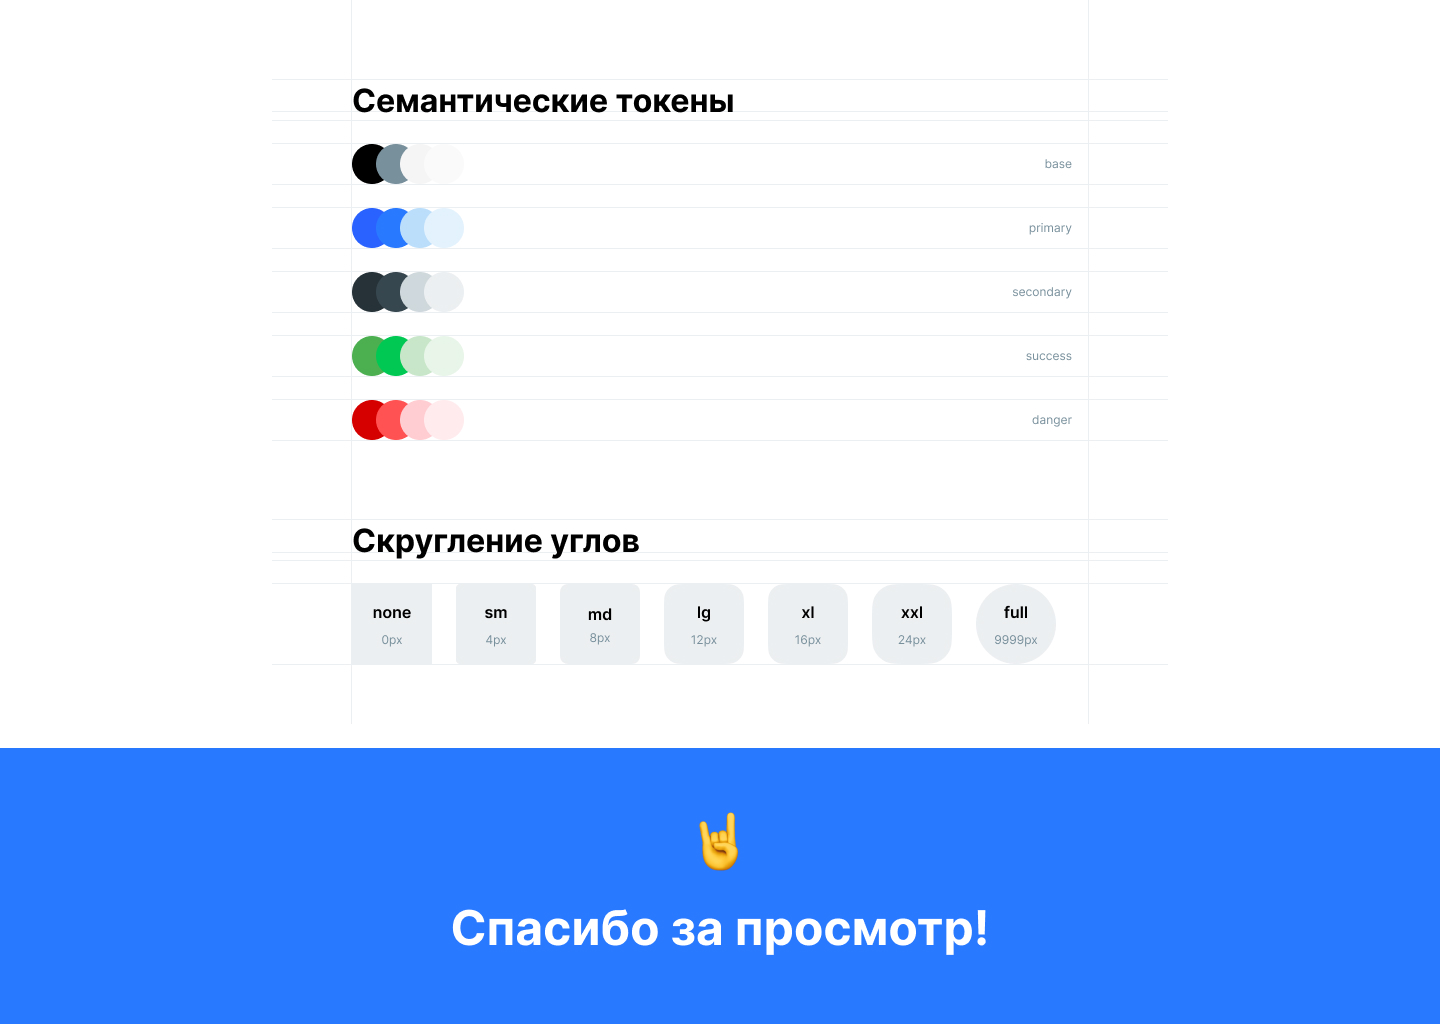 Семантические токены
base
primary
secondary
success
danger
Скругление углов
none sm md lg xl xxl full
0px 4px 8px 12px 16px 24px 9999px
Спасибо за просмотр!